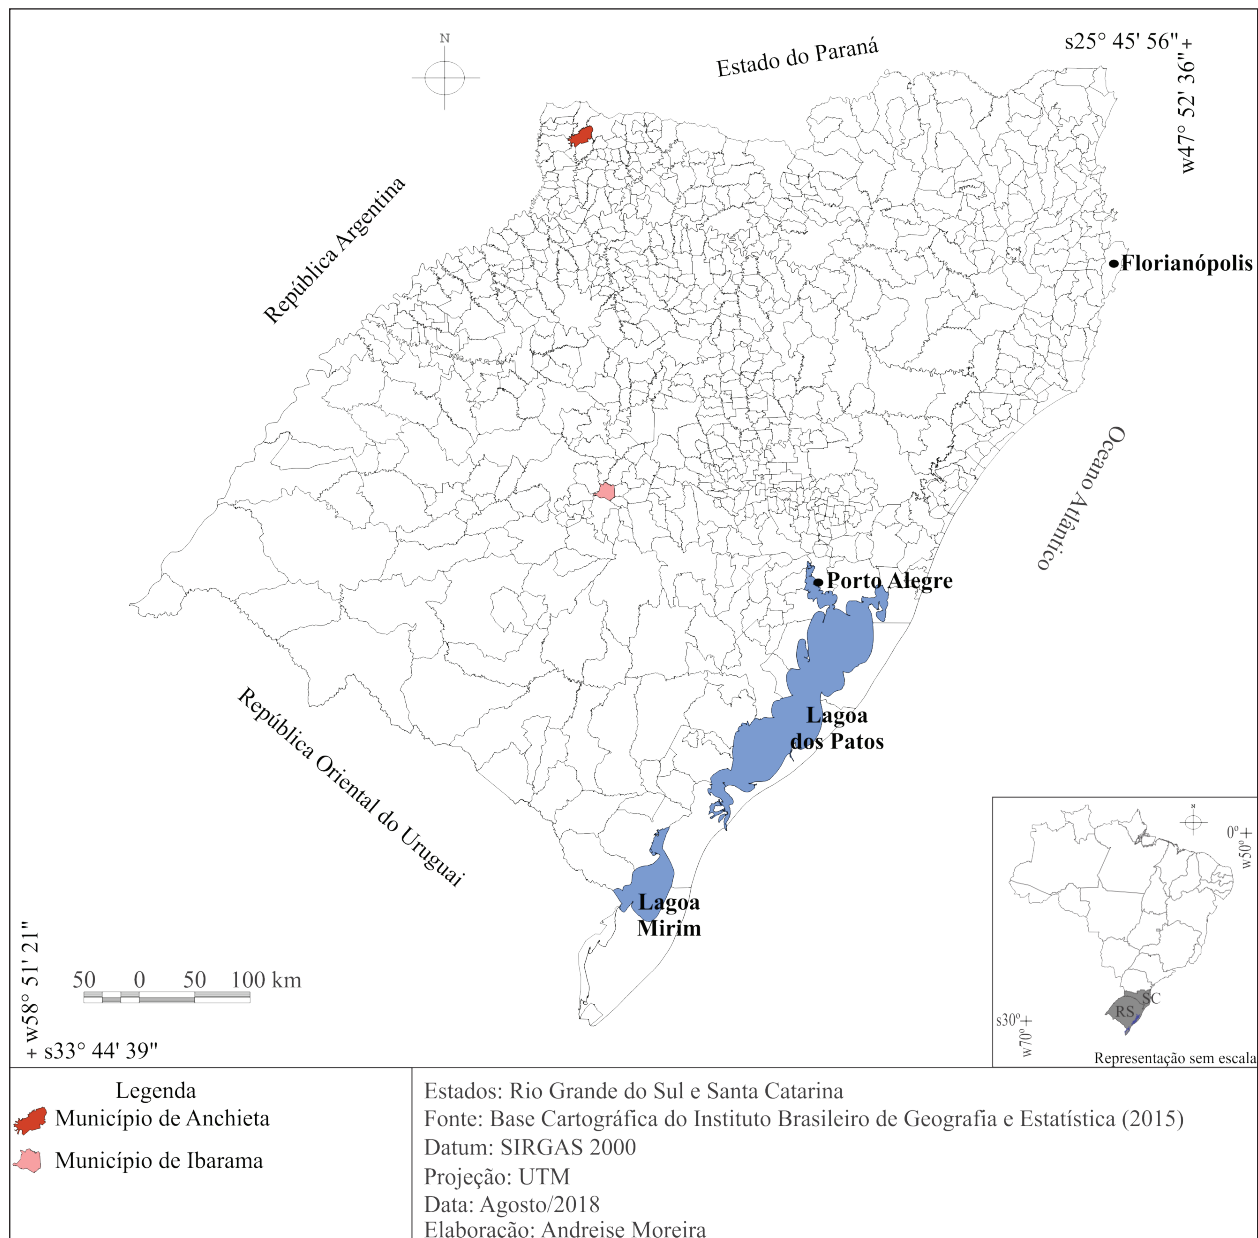 N
Estado do Paraná
s25° 45' 56"+
w47° 52' 36"
República Argentina
Florianópolis
Oceano Atlântico
Porto Alegre
Lagoa
dos Patos
República Oriental do Uruguai
Lagoa
Mirim
N
0º+
w50º
SC
RS
s30º+
w70º
Representação sem escala
50 0 50 100 km
w58° 51' 21"
+ s33° 44' 39"
Legenda
Município de Anchieta
Município de Ibarama
Estados: Rio Grande do Sul e Santa Catarina
Fonte: Base Cartográfica do Instituto Brasileiro de Geografia e Estatística (2015)
Datum: SIRGAS 2000
Projeção: UTM
Data: Agosto/2018
Elaboração: Andreise Moreira